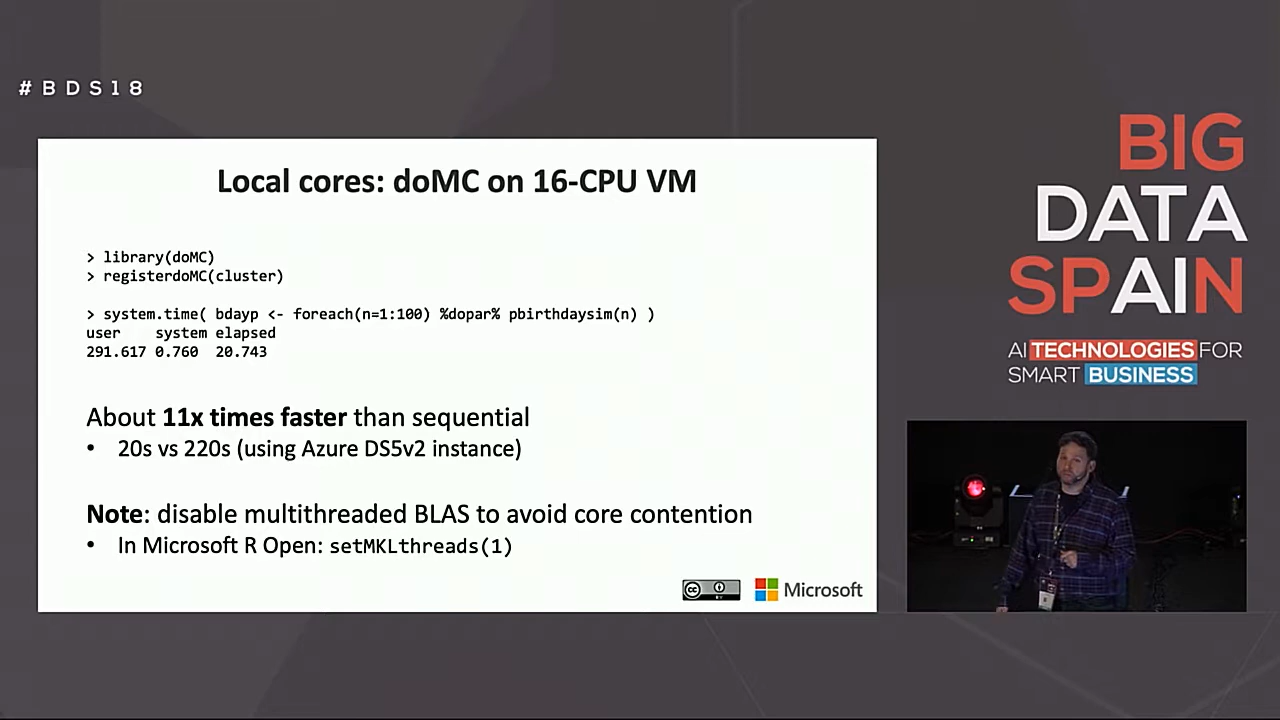 #BDS18
Local cores: doMC on 16-CPU VM
> library(doMC)
> registerdoMC(cluster)
> system.time( bdayp <- foreach(n=1:100) %dopar% pbirthdaysim(n) )
user system elapsed
291.617 0.760 20.743
About 11x times faster than sequential
• 20s vs 220s (using Azure DS5v2 instance)
Note: disable multithreaded BLAS to avoid core contention
• In Microsoft R Open: setMKLthreads(1)
cc BY
Microsoft
BIG
DATA
SPAIN
AI TECHNOLOGIES FOR
SMART BUSINESS